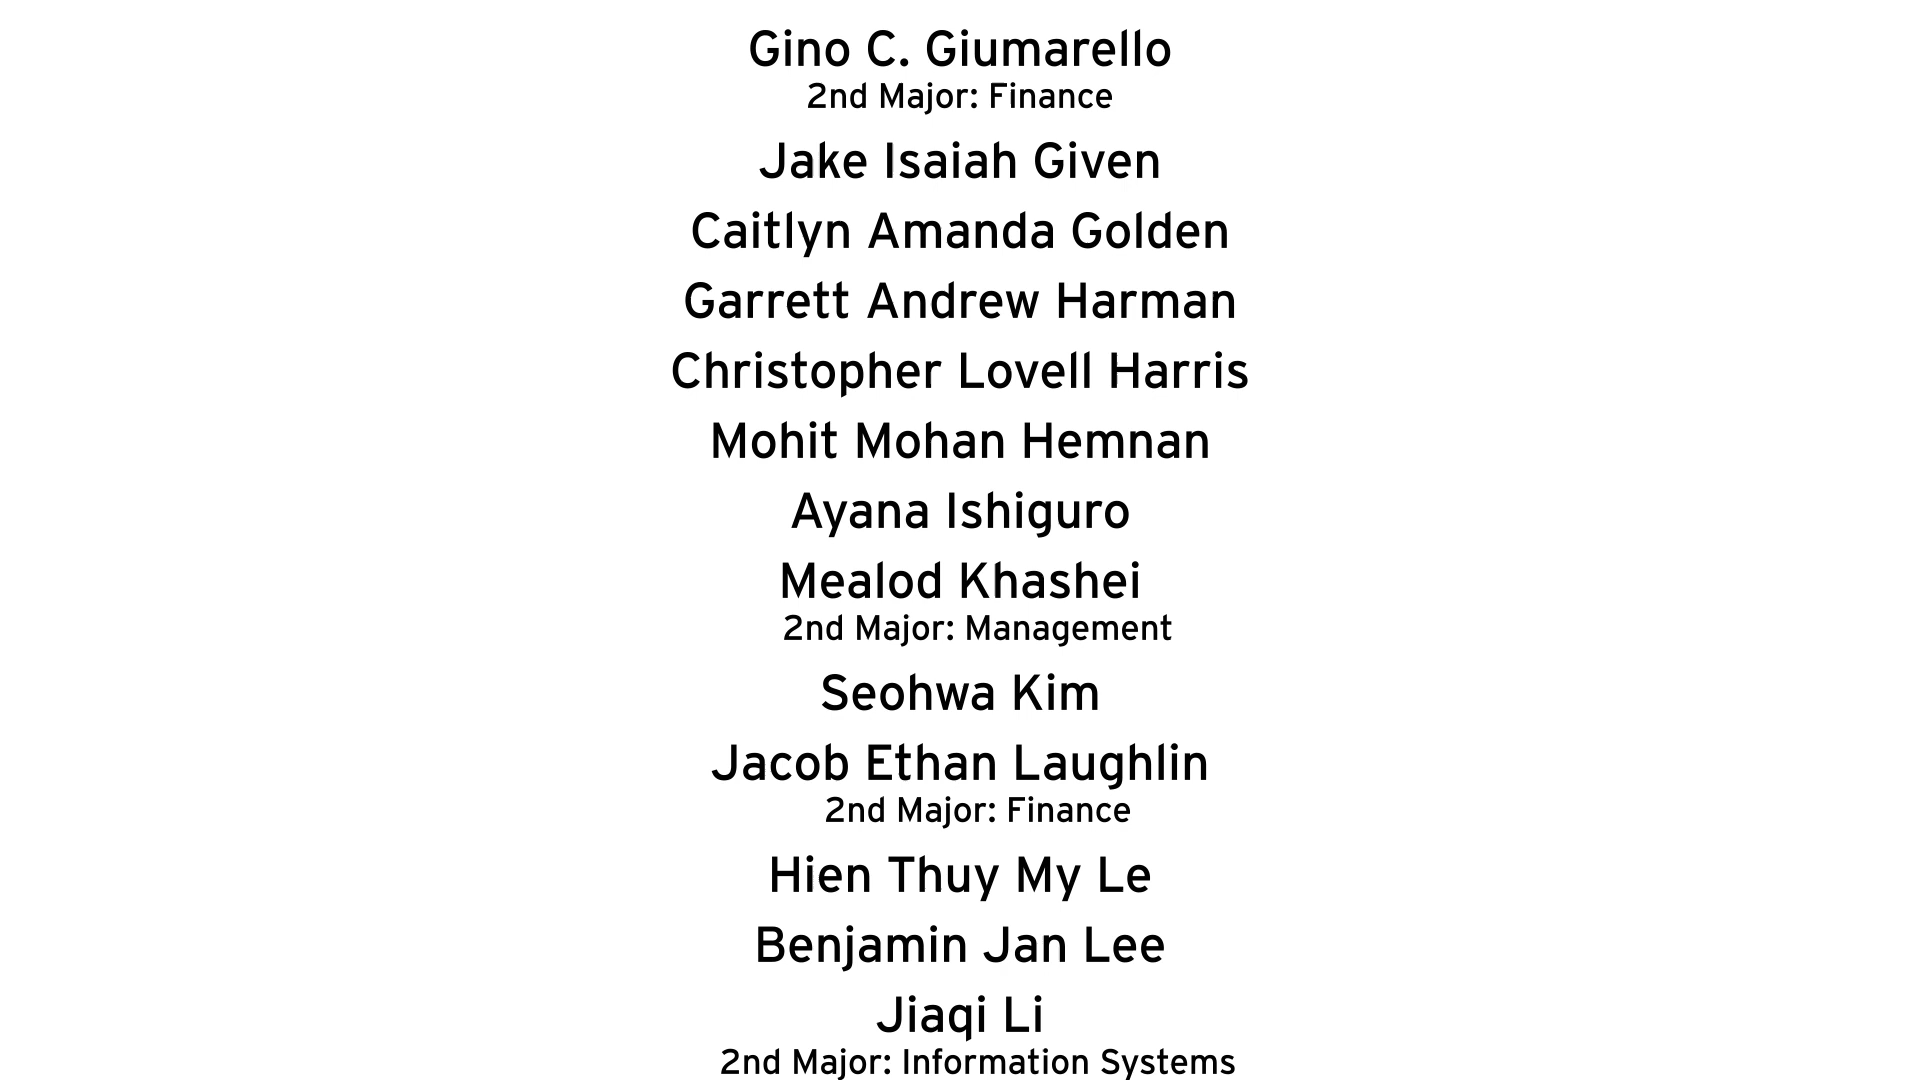 Gino C. Giumarello
2nd Major: Finance
Jake Isaiah Given
Caitlyn Amanda Golden
Garrett Andrew Harman
Christopher Lovell Harris
Mohit Mohan Hemnan
Ayana Ishiguro
Mealod Khashei
2nd Major: Management
Seohwa Kim
Jacob Ethan Laughlin
2nd Major: Finance
Hien Thuy My Le
Benjamin Jan Lee
Jiaqi Li
2nd Major: Information Systems